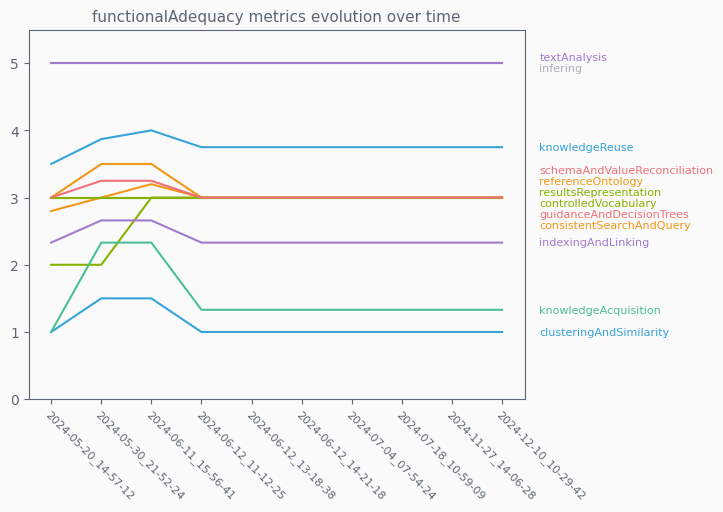 functionalAdequacy metrics evolution over time
5
4
3
2
1
0
textAnalysis
infering
knowledgeReuse
schemaAndValueReconciliation
referenceOntology
resultsRepresentation
controlledVocabulary
guidanceAndDecisionTrees
consistentSearchAndQuery
indexingAndLinking
knowledgeAcquisition
clusteringAndSimilarity
2024-05-20_14-57-12
2024-05-30_21-52-24
2024-06-11_15-56-41
2024-06-12_11-12-25
2024-06-12_13-18-38
2024-06-12_14-21-18
2024-07-04_07-54-24
2024-07-18_10-59-09
2024-11-27_14-06-28
2024-12-10_10-29-42